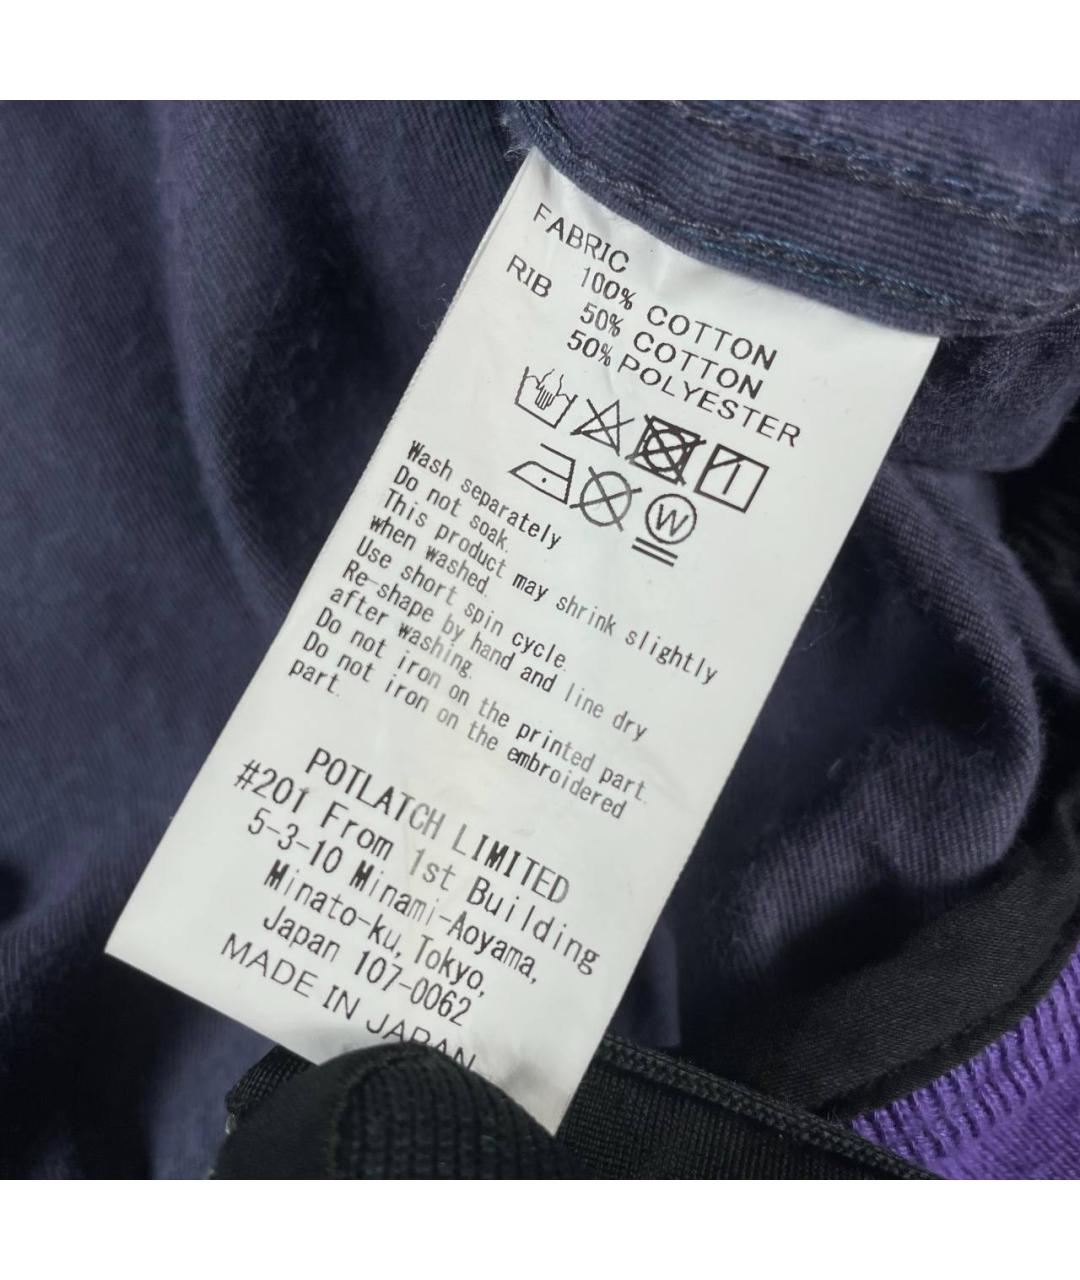 FABRIC
100% COTTON
RIB 50% COTTON
50% POLYESTER
W
Wash separately
Do not soak.
This product may shrink slightly
when washed.
Use short spin cycle.
Re-shape by hand and line dry
after washing.
Do not iron on the printed part.
Do not iron on the embroidered
part.
POTLATCH LIMITED
#201 From 1st Building
5-3-10 Minami-Aoyama,
Minato-ku, Tokyo,
Japan 107-0062
MADE IN JAPAN